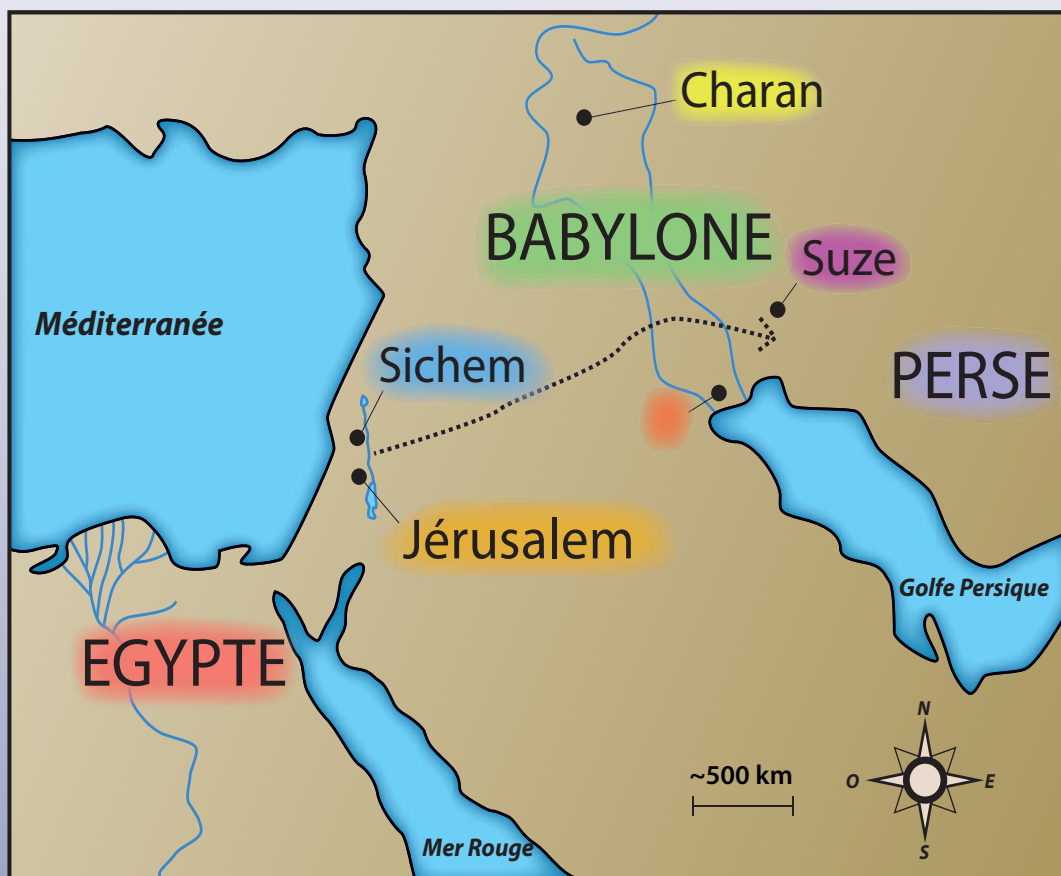 Charan
BABYLONE
Suze
Méditerranée
Sichem
PERSE
Jérusalem
Golfe Persique
EGYPTE
~500 km
N
O
E
S
Mer Rouge